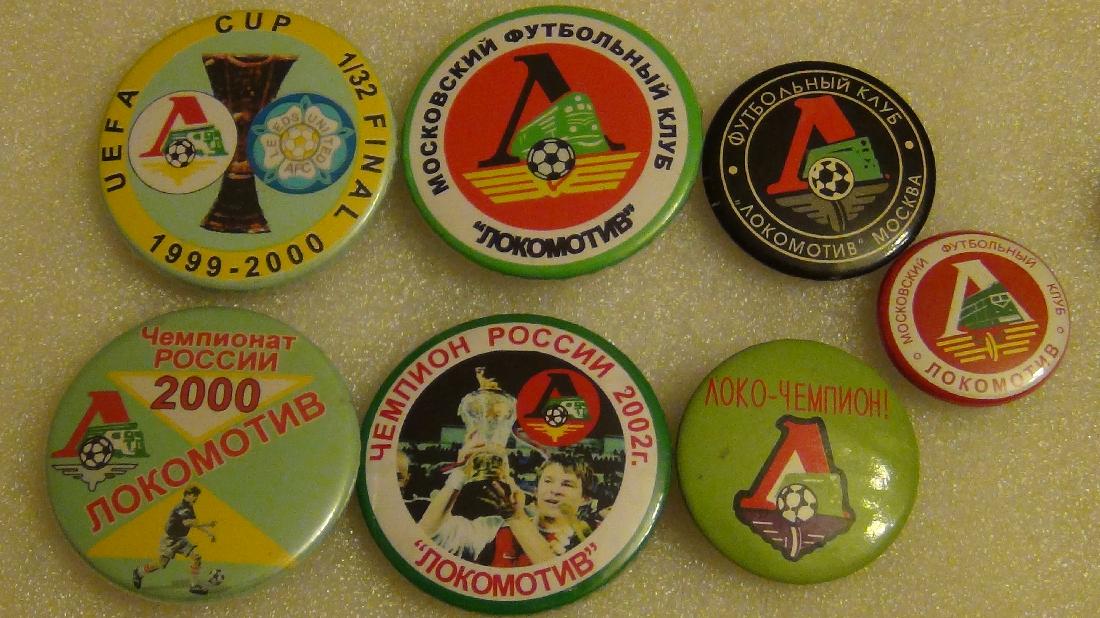 UEFA CUP 1/32 FINAL
1999-2000
LEEDS UNITED AFC
МОСКОВСКИЙ ФУТБОЛЬНЫЙ КЛУБ
"ЛОКОМОТИВ"
ФУТБОЛЬНЫЙ КЛУБ
"ЛОКОМОТИВ" МОСКВА
МОСКОВСКИЙ ФУТБОЛЬНЫЙ КЛУБ
ЛОКОМОТИВ
Чемпионат
РОССИИ
2000
ЛОКОМОТИВ
ЧЕМПИОН РОССИИ 2002г.
"ЛОКОМОТИВ"
ЛОКО-ЧЕМПИОН!